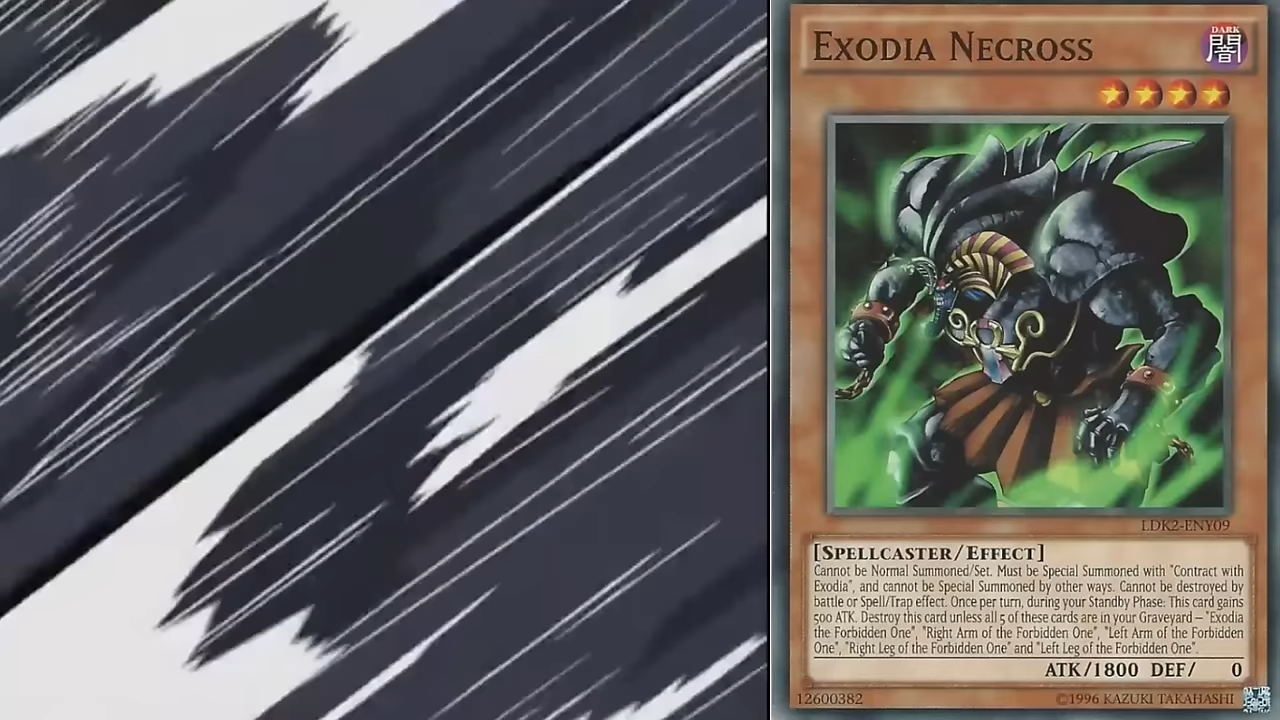 EXODIA NECROSS
DARK
闇
LDK2-ENY09
[SPELLCASTER/EFFECT]
Cannot be Normal Summoned/Set. Must be Special Summoned with "Contract with
Exodia", and cannot be Special Summoned by other ways. Cannot be destroyed by
battle or Spell/Trap effect. Once per turn, during your Standby Phase: This card gains
500 ATK. Destroy this card unless all 5 of these cards are in your Graveyard – "Exodia
the Forbidden One", "Right Arm of the Forbidden One", "Left Arm of the Forbidden
One", "Right Leg of the Forbidden One" and "Left Leg of the Forbidden One".
ATK/1800 DEF/ 0
12600382
©1996 KAZUKI TAKAHASHI